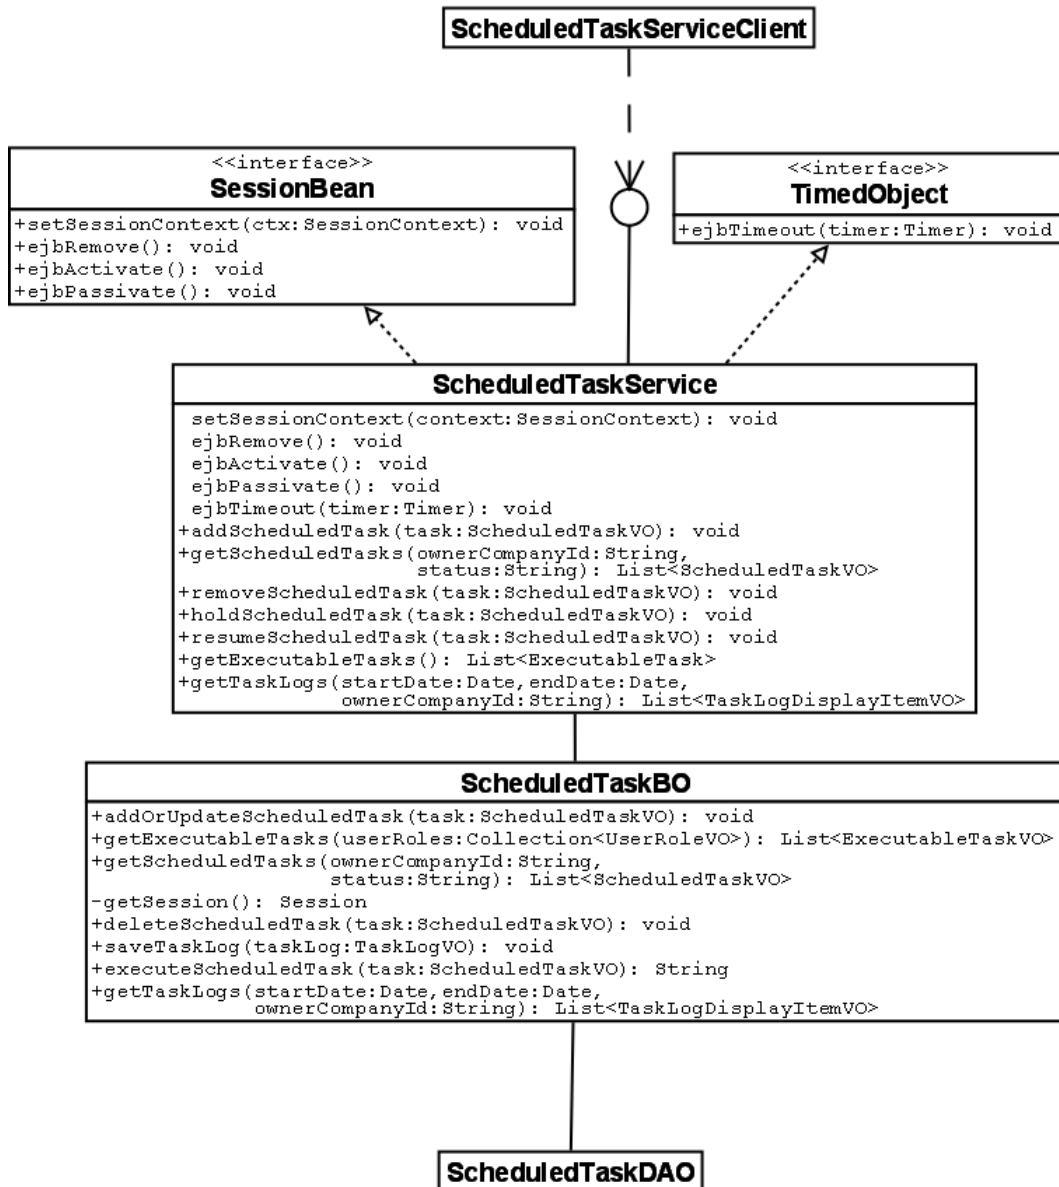 ScheduledTaskServiceClient
<<interface>>
SessionBean
+setSessionContext(ctx:SessionContext): void
+ejbRemove(): void
+ejbActivate(): void
+ejbPassivate(): void
<<interface>>
TimedObject
+ejbTimeout(timer:Timer): void
ScheduledTaskService
setSessionContext(context:SessionContext): void
ejbRemove(): void
ejbActivate(): void
ejbPassivate(): void
ejbTimeout(timer:Timer): void
+addScheduledTask(task:ScheduledTaskVO): void
+getScheduledTasks(ownerCompanyId:String,
status:String): List<ScheduledTaskVO>
+removeScheduledTask(task:ScheduledTaskVO): void
+holdScheduledTask(task:ScheduledTaskVO): void
+resumeScheduledTask(task:ScheduledTaskVO): void
+getExecutableTasks(): List<ExecutableTask>
+getTaskLogs(startDate:Date,endDate:Date,
ownerCompanyId:String): List<TaskLogDisplayItemVO>
ScheduledTaskBO
+addOrUpdateScheduledTask(task:ScheduledTaskVO): void
+getExecutableTasks(userRoles:Collection<UserRoleVO>): List<ExecutableTaskVO>
+getScheduledTasks(ownerCompanyId:String,
status:String): List<ScheduledTaskVO>
-getSession(): Session
+deleteScheduledTask(task:ScheduledTaskVO): void
+saveTaskLog(taskLog:TaskLogVO): void
+executeScheduledTask(task:ScheduledTaskVO): String
+getTaskLogs(startDate:Date,endDate:Date,
ownerCompanyId:String): List<TaskLogDisplayItemVO>
ScheduledTaskDAO